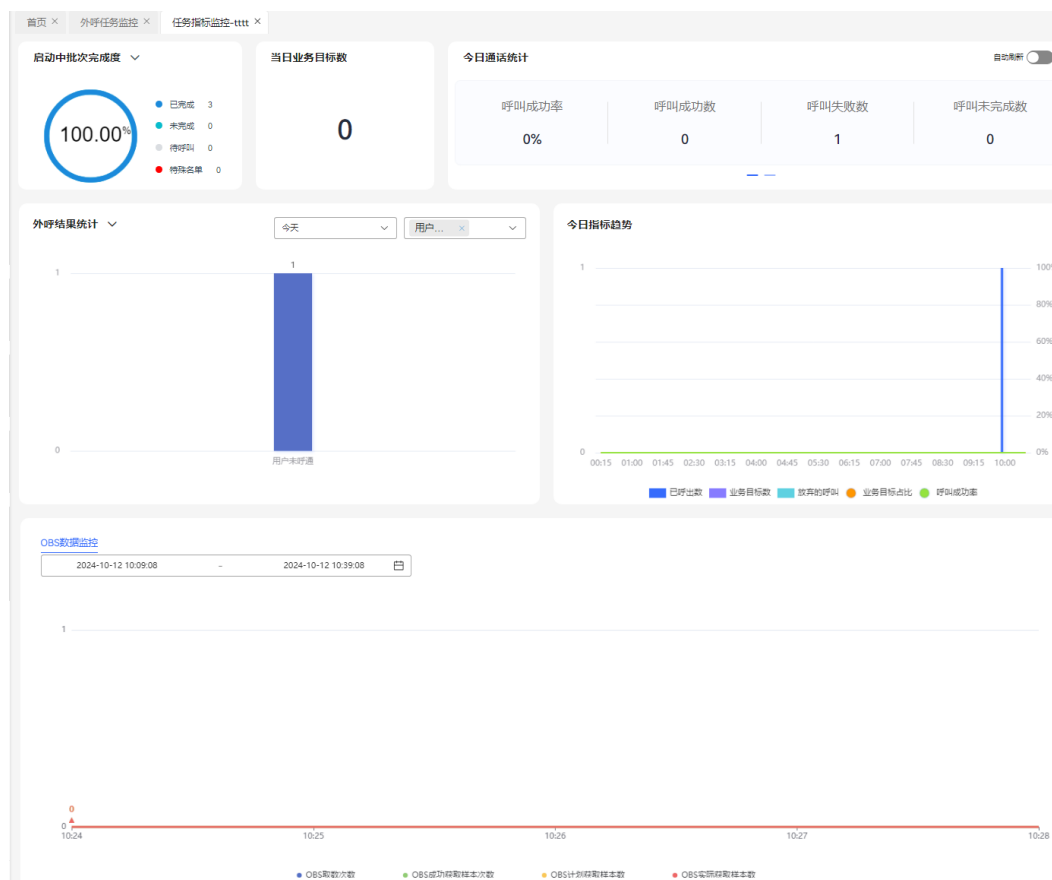 首页 × 外呼任务监控 × 任务指标监控-tttt ×
启动中批次完成度
100.00%
已完成 3
未完成 0
待呼叫 0
特殊名单 0
当日业务目标数
0
今日通话统计 自动刷新
呼叫成功率 呼叫成功数 呼叫失败数 呼叫未完成数
0% 0 1 0
外呼结果统计 今天 用户... ×
1
1
0
用户未呼通
今日指标趋势
1 100%
80%
60%
40%
20%
0 0%
00:15 01:00 01:45 02:30 03:15 04:00 04:45 05:30 06:15 07:00 07:45 08:30 09:15 10:00
已呼出数 业务目标数 放弃的呼叫 业务目标占比 呼叫成功率
OBS数据监控
2024-10-12 10:09:08 – 2024-10-12 10:39:08
1
0
0
10:24 10:25 10:26 10:27 10:28
OBS取数次数 OBS成功获取样本次数 OBS计划获取样本数 OBS实际获取样本数